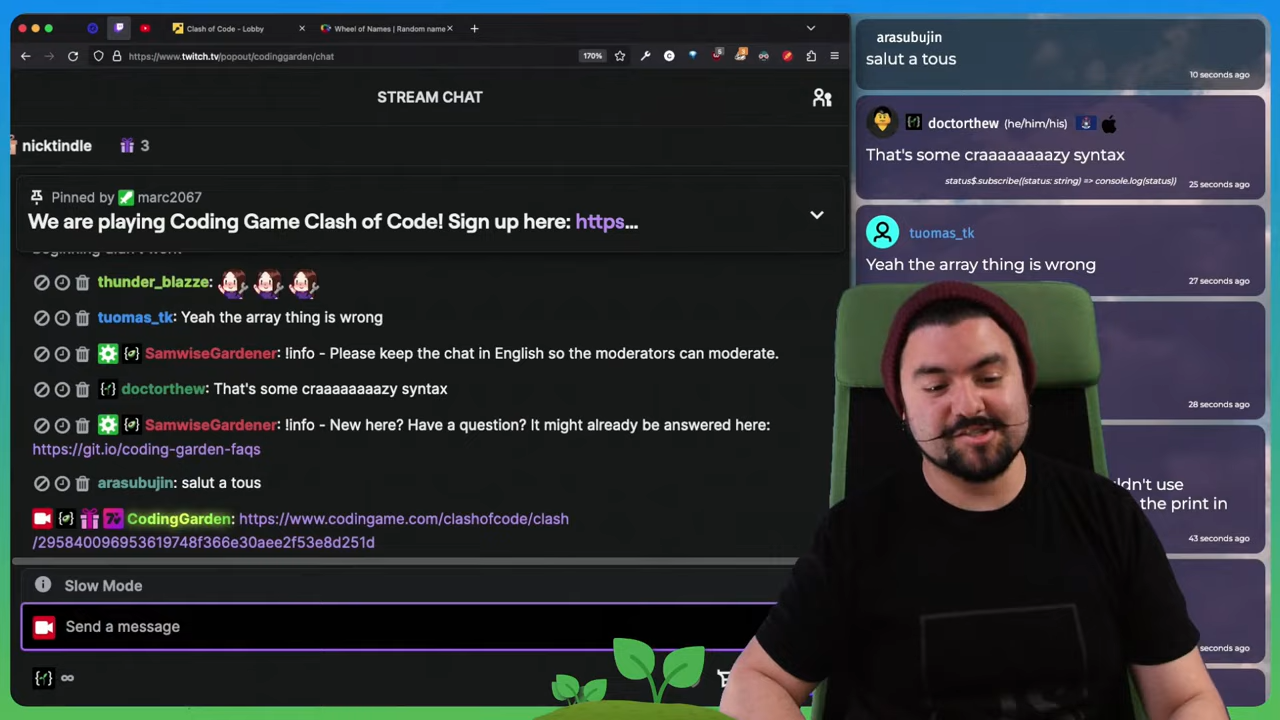 Clash of Code - Lobby
Wheel of Names | Random name
https://www.twitch.tv/popout/codinggarden/chat
170%
STREAM CHAT
nicktindle 3
Pinned by marc2067
We are playing Coding Game Clash of Code! Sign up here: https...
thunder_blazze:
tuomas_tk: Yeah the array thing is wrong
SamwiseGardener: !info - Please keep the chat in English so the moderators can moderate.
doctorthew: That's some craaaaaaaazy syntax
SamwiseGardener: !info - New here? Have a question? It might already be answered here:
https://git.io/coding-garden-faqs
arasubujin: salut a tous
CodingGarden: https://www.codingame.com/clashofcode/clash
/295840096953619748f366e30aee2f53e8d251d
Slow Mode
Send a message
arasubujin
salut a tous
10 seconds ago
doctorthew (he/him/his)
That's some craaaaaaaazy syntax
status$.subscribe((status: string) => console.log(status))
25 seconds ago
tuomas_tk
Yeah the array thing is wrong
27 seconds ago
28 seconds ago
use
the print in
43 seconds ago
seconds ago